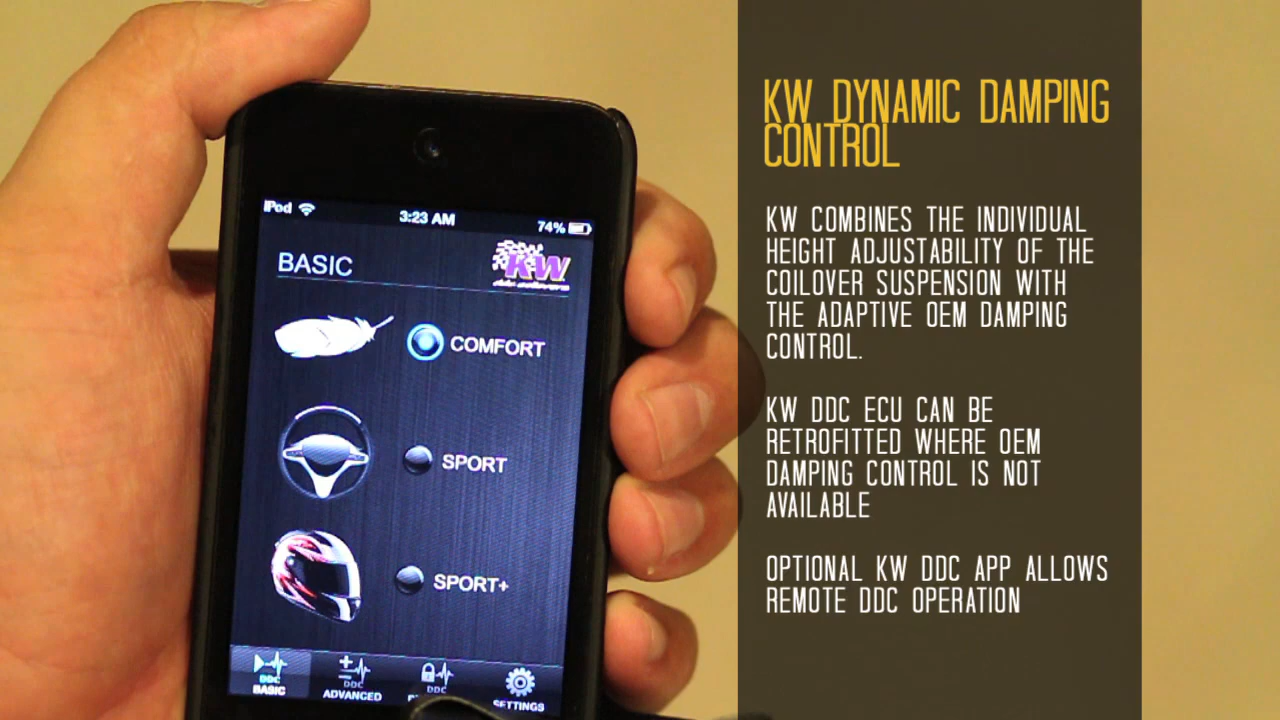 iPod
3:23 AM
74%
BASIC
KW
COMFORT
SPORT
SPORT+
DDC
BASIC
DDC
ADVANCED
DDC
SETTINGS
KW DYNAMIC DAMPING
CONTROL
KW COMBINES THE INDIVIDUAL
HEIGHT ADJUSTABILITY OF THE
COILOVER SUSPENSION WITH
THE ADAPTIVE OEM DAMPING
CONTROL.
KW DDC ECU CAN BE
RETROFITTED WHERE OEM
DAMPING CONTROL IS NOT
AVAILABLE
OPTIONAL KW DDC APP ALLOWS
REMOTE DDC OPERATION